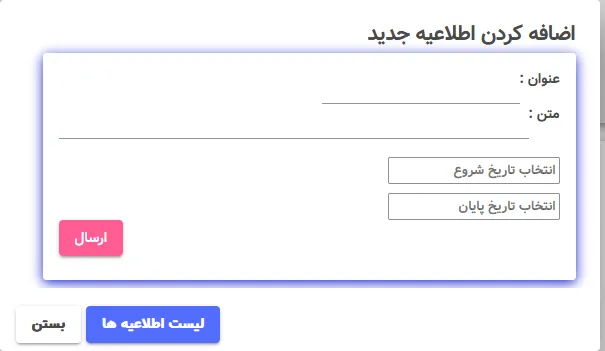 اضافه کردن اطلاعیه جدید
عنوان :
متن :
انتخاب تاریخ شروع
انتخاب تاریخ پایان
ارسال
لیست اطلاعیه ها
بستن